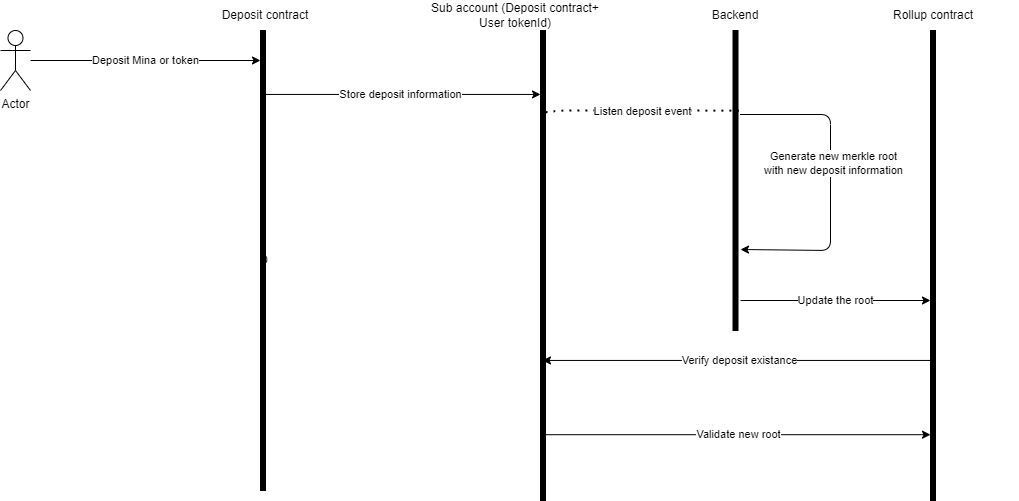 Deposit contract
Sub account (Deposit contract+
User tokenId)
Backend
Rollup contract
Deposit Mina or token
Actor
Store deposit information
Listen deposit event
Generate new merkle root
with new deposit information
Update the root
Verify deposit existance
Validate new root